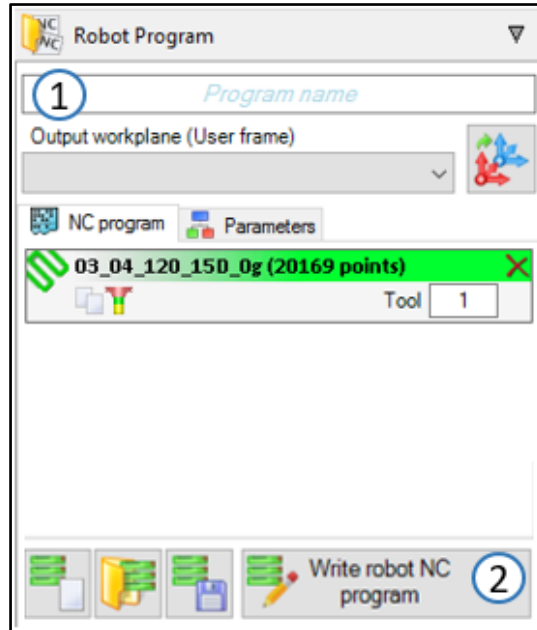 NC
NC
Robot Program
1
Program name
Output workplane (User frame)
NC program
Parameters
03_04_120_15D_0g (20169 points)
Tool 1
Write robot NC
program
2